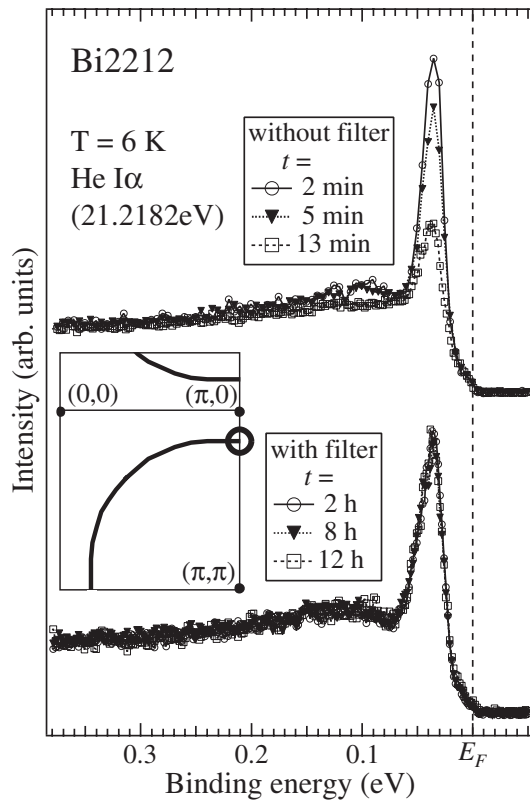 Bi2212
T = 6 K
He Iα
(21.2182eV)
without filter
t =
2 min
5 min
13 min
Intensity (arb. units)
(0,0)
(π,0)
(π,π)
with filter
t =
2 h
8 h
12 h
0.3
0.2
0.1
E_F
Binding energy (eV)